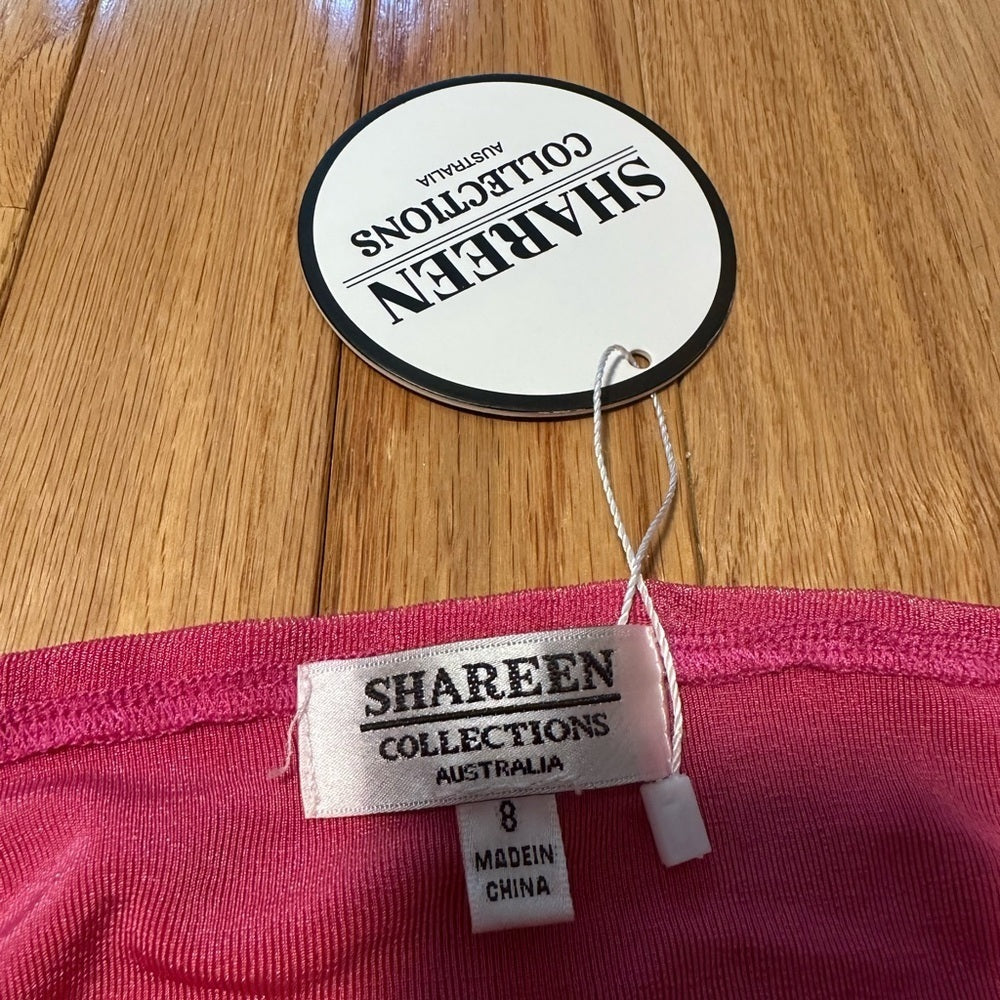 SHAREEN
COLLECTIONS
AUSTRALIA
SHAREEN
COLLECTIONS
AUSTRALIA
8
MADEIN
CHINA